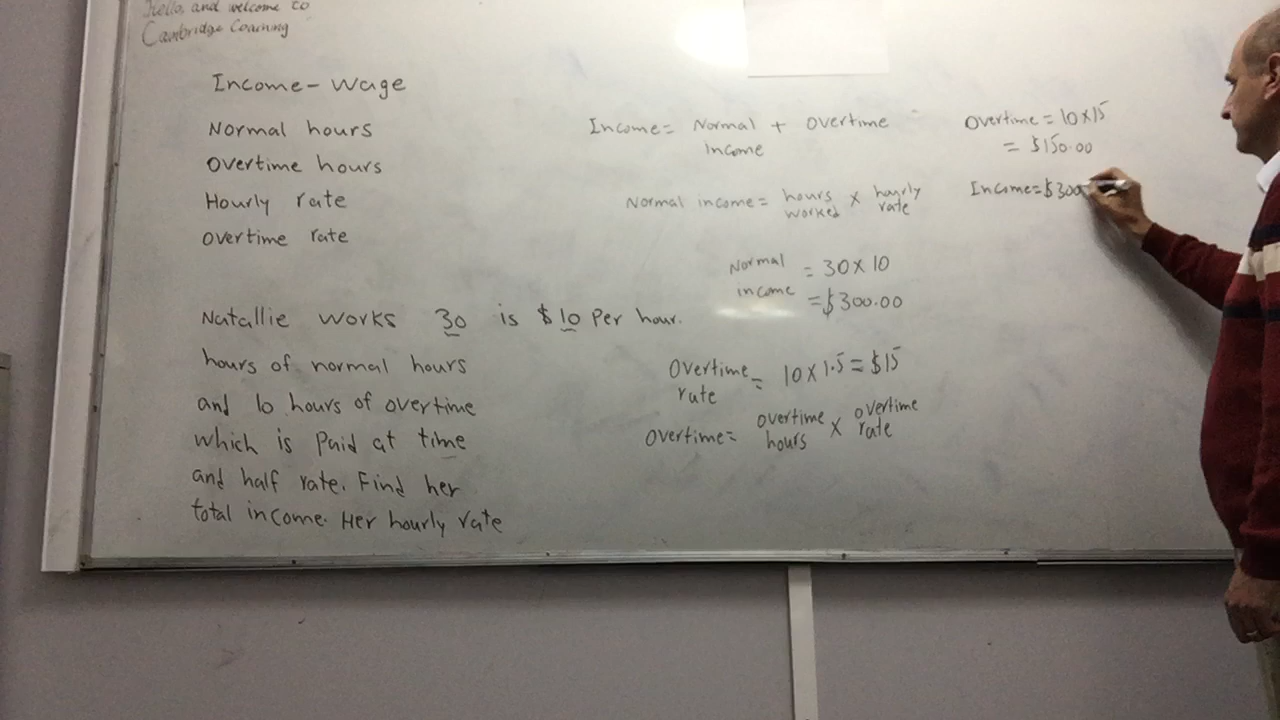 Hello, and welcome to
Cambridge Coaching
Income - Wage
Normal hours
Overtime hours
Hourly rate
Overtime rate
Natallie works 30 is $10 Per hour.
hours of normal hours
and 10 hours of overtime
which is paid at time
and half rate. Find her
total income. Her hourly rate
Income = Normal + overtime
Income
Normal income = hours worked × hourly rate
Normal income = 30 × 10
= $300.00
Overtime rate = 10 × 1.5 = $15
Overtime = overtime hours × overtime rate
Overtime = 10 × 15
= $150.00
Income = $300